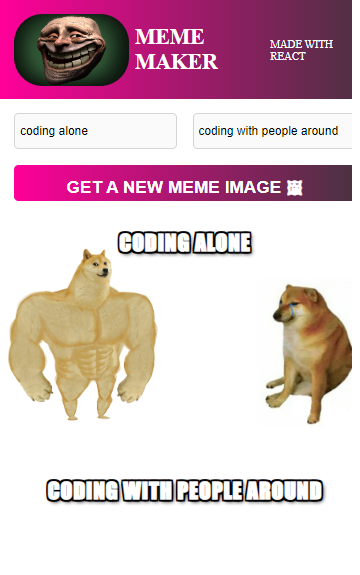 MEME
MAKER
MADE WITH
REACT
coding alone
coding with people around
GET A NEW MEME IMAGE 🖼
CODING ALONE
CODING WITH PEOPLE AROUND